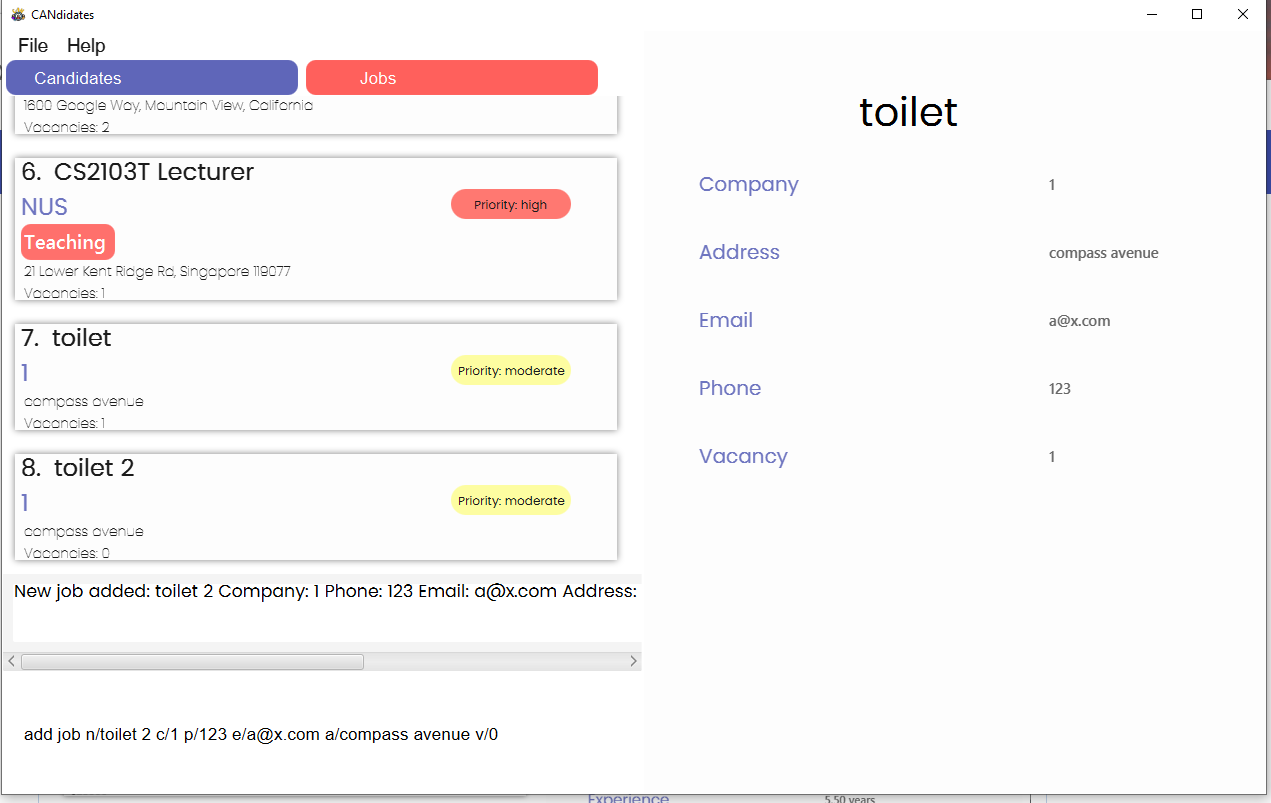 CANdidates
File Help
Candidates Jobs
1600 Google Way, Mountain View, California
Vacancies: 2
6. CS2103T Lecturer
NUS
Priority: high
Teaching
21 Lower Kent Ridge Rd, Singapore 119077
Vacancies: 1
7. toilet
1
Priority: moderate
compass avenue
Vacancies: 1
8. toilet 2
1
Priority: moderate
compass avenue
Vacancies: 0
New job added: toilet 2 Company: 1 Phone: 123 Email: a@x.com Address:
add job n/toilet 2 c/1 p/123 e/a@x.com a/compass avenue v/0
toilet
Company 1
Address compass avenue
Email a@x.com
Phone 123
Vacancy 1
Experience 5.50 years